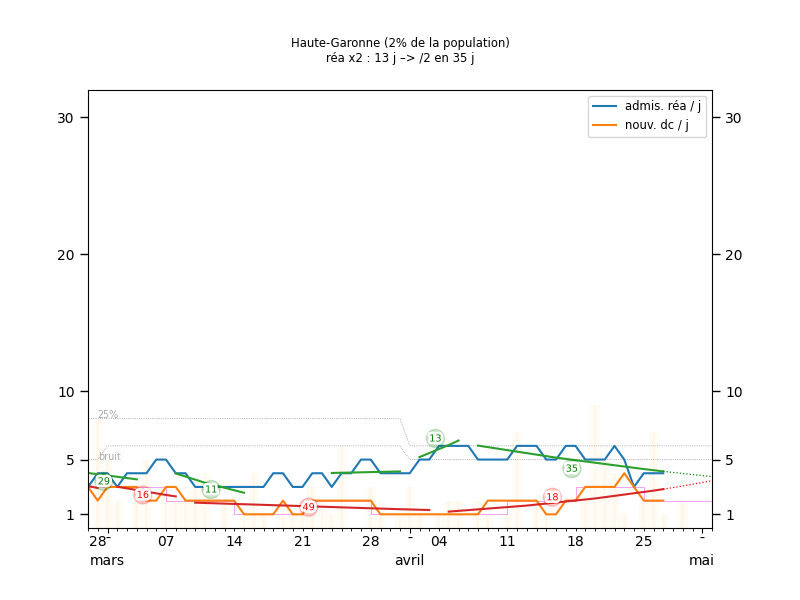 Haute-Garonne (2% de la population)
réa x2 : 13 j –> /2 en 35 j
admis. réa / j
nouv. dc / j
30 30
20 20
10 10
25%
bruit
5 5
1 1
29 16 11 49 13 35 18
28 - 07 14 21 28 - 04 11 18 25 -
mars avril mai